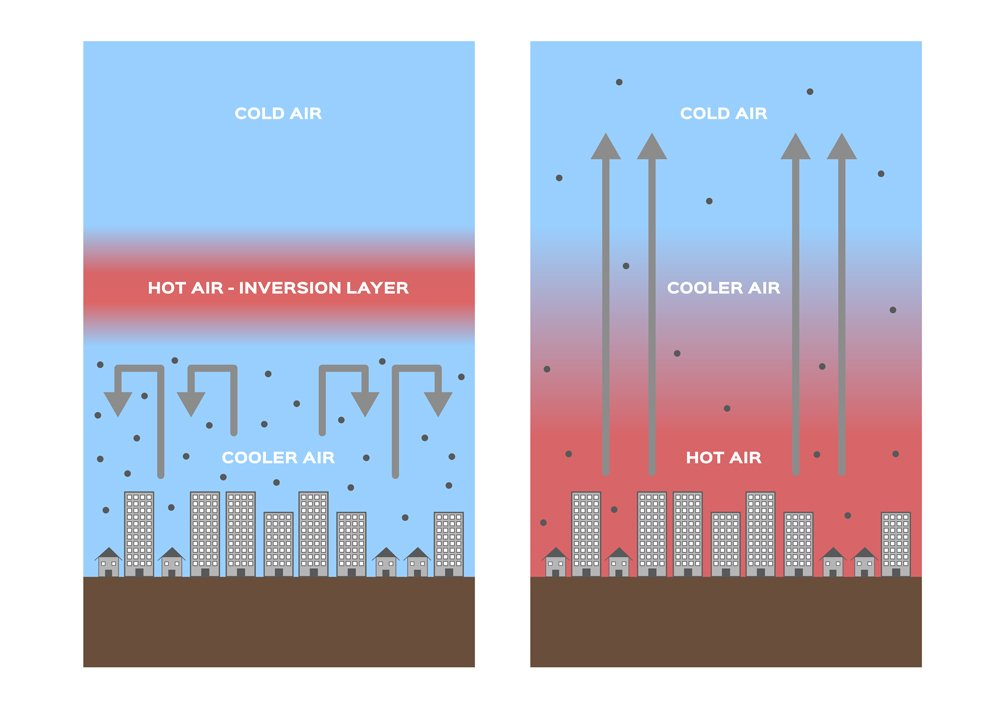 COLD AIR
HOT AIR - INVERSION LAYER
COOLER AIR
COLD AIR
COOLER AIR
HOT AIR